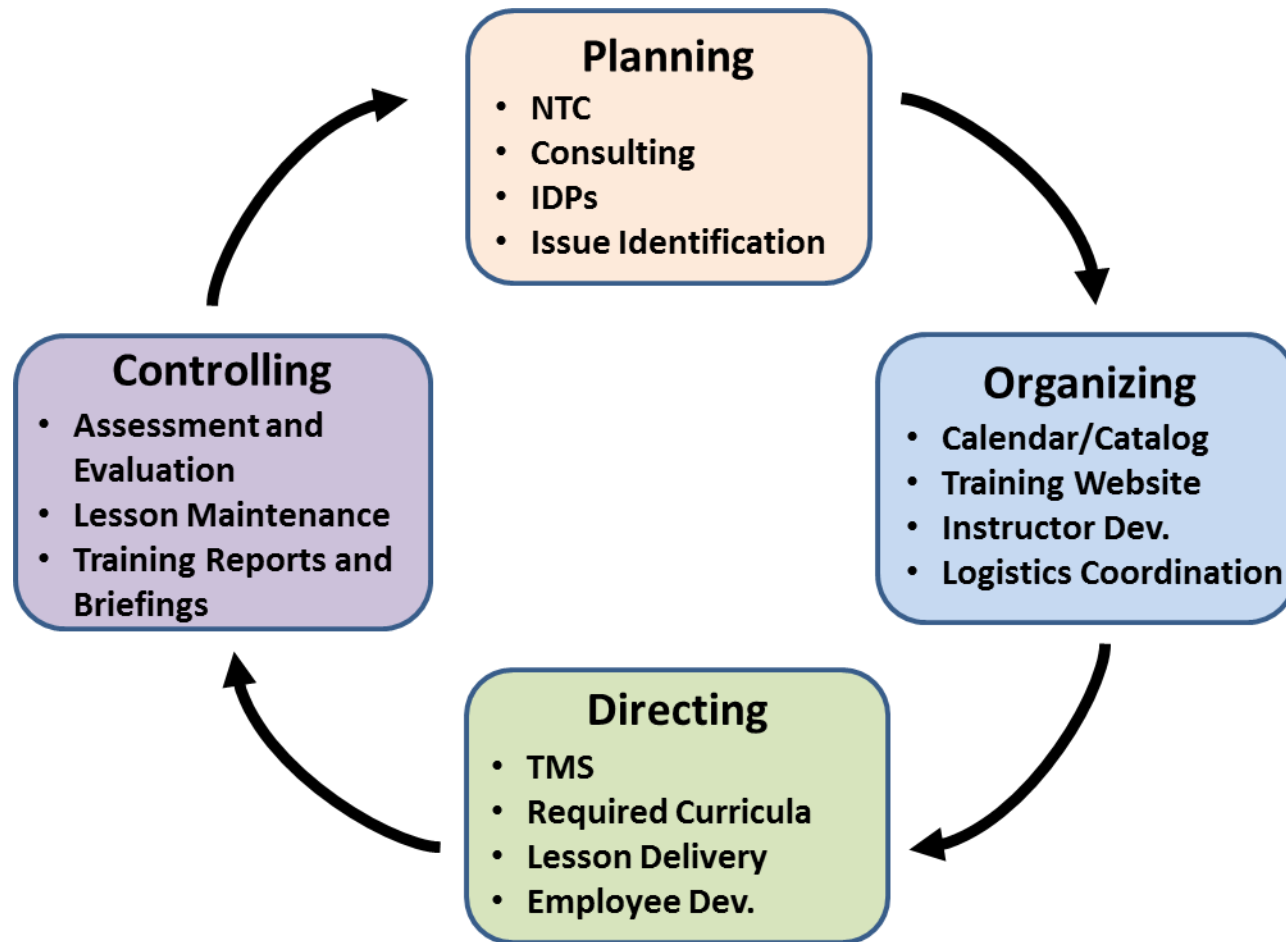 Planning
• NTC
• Consulting
• IDPs
• Issue Identification
Organizing
• Calendar/Catalog
• Training Website
• Instructor Dev.
• Logistics Coordination
Directing
• TMS
• Required Curricula
• Lesson Delivery
• Employee Dev.
Controlling
• Assessment and
Evaluation
• Lesson Maintenance
• Training Reports and
Briefings